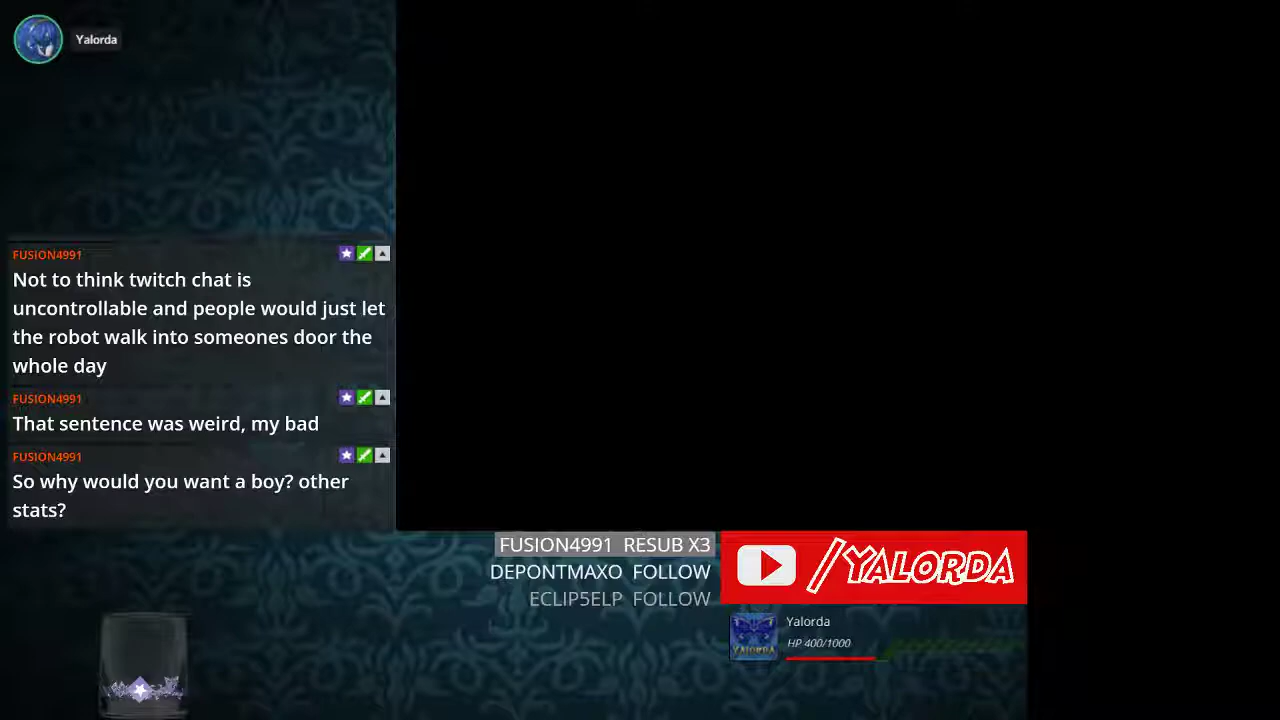 Yalorda
FUSION4991
Not to think twitch chat is
uncontrollable and people would just let
the robot walk into someones door the
whole day
FUSION4991
That sentence was weird, my bad
FUSION4991
So why would you want a boy? other
stats?
FUSION4991 RESUB X3
DEPONTMAXO FOLLOW
ECLIP5ELP FOLLOW
/YALORDA
YALORDA
Yalorda
HP 400/1000